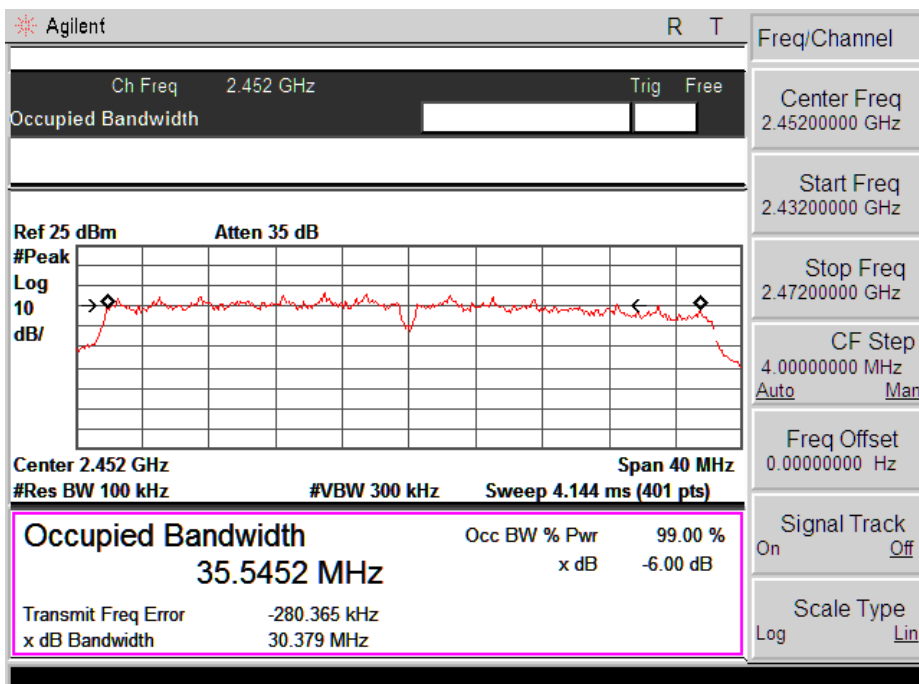 Agilent R T
Ch Freq 2.452 GHz Trig Free
Occupied Bandwidth
Ref 25 dBm Atten 35 dB
#Peak
Log
10
dB/
Center 2.452 GHz Span 40 MHz
#Res BW 100 kHz #VBW 300 kHz Sweep 4.144 ms (401 pts)
Occupied Bandwidth Occ BW % Pwr 99.00 %
35.5452 MHz x dB -6.00 dB
Transmit Freq Error -280.365 kHz
x dB Bandwidth 30.379 MHz
Freq/Channel
Center Freq
2.45200000 GHz
Start Freq
2.43200000 GHz
Stop Freq
2.47200000 GHz
CF Step
4.00000000 MHz
Auto Man
Freq Offset
0.00000000 Hz
Signal Track
On Off
Scale Type
Log Lin